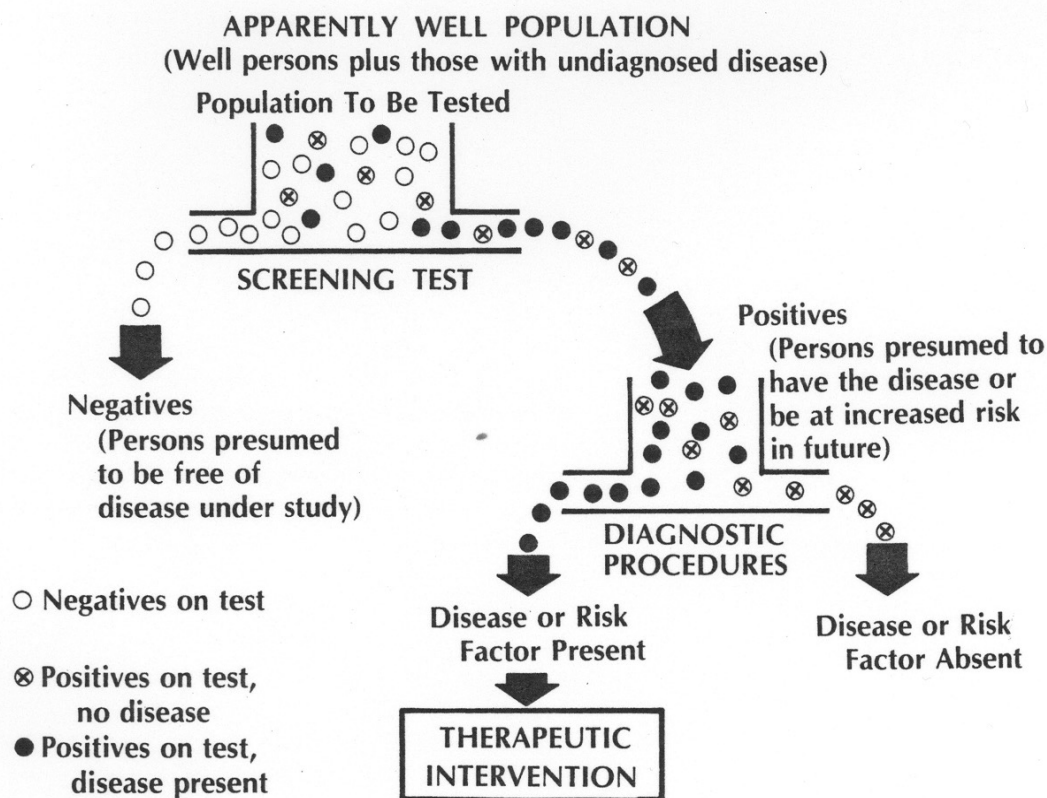 APPARENTLY WELL POPULATION
(Well persons plus those with undiagnosed disease)
Population To Be Tested
SCREENING TEST
Positives
(Persons presumed to
have the disease or
be at increased risk
in future)
Negatives
(Persons presumed
to be free of
disease under study)
DIAGNOSTIC
PROCEDURES
Disease or Risk
Factor Present
Disease or Risk
Factor Absent
THERAPEUTIC
INTERVENTION
Negatives on test
Positives on test,
no disease
Positives on test,
disease present